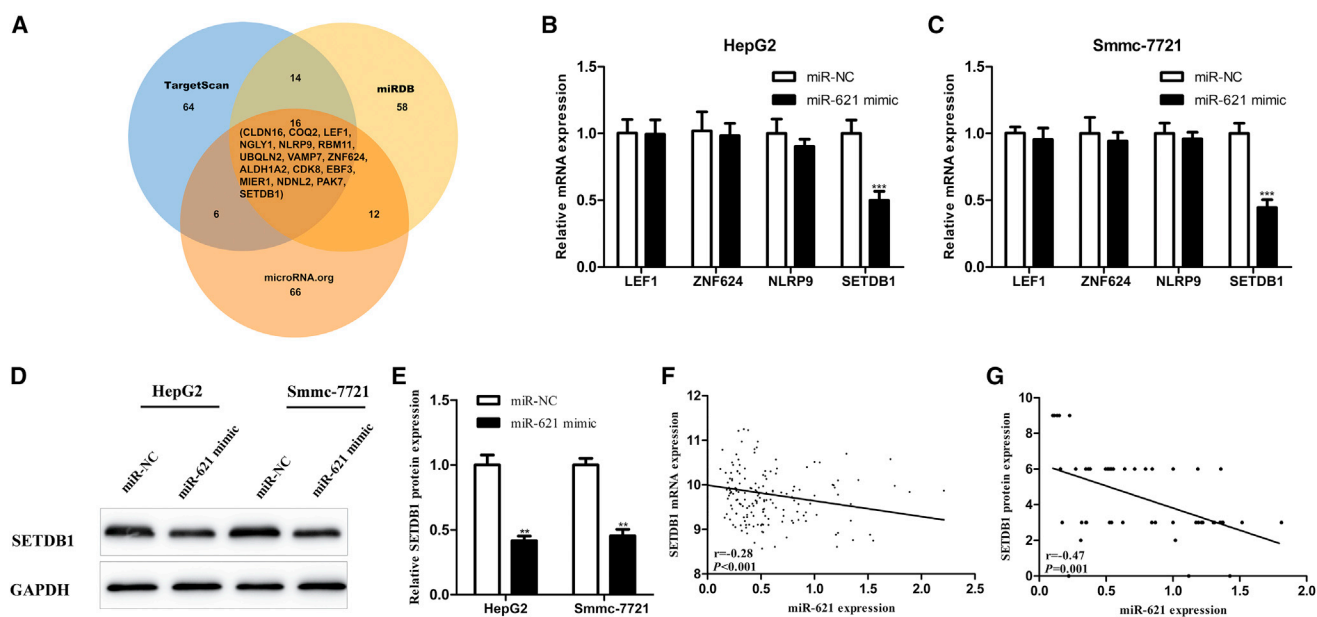 A
TargetScan
64
14
miRDB
58
16
(CLDN16, COQ2, LEF1,
NGLY1, NLRP9, RBM11,
UBQLN2, VAMP7, ZNF624,
ALDH1A2, CDK8, EBF3,
MIER1, NDNL2, PAK7,
SETDB1)
6
12
microRNA.org
66
B
HepG2
miR-NC
miR-621 mimic
Relative mRNA expression
1.5
1.0
0.5
0.0
***
LEF1 ZNF624 NLRP9 SETDB1
C
Smmc-7721
miR-NC
miR-621 mimic
Relative mRNA expression
1.5
1.0
0.5
0.0
***
LEF1 ZNF624 NLRP9 SETDB1
D
HepG2 Smmc-7721
miR-NC miR-621 mimic miR-NC miR-621 mimic
SETDB1
GAPDH
E
miR-NC
miR-621 mimic
Relative SETDB1 protein expression
1.5
1.0
0.5
0.0
** **
HepG2 Smmc-7721
F
SETDB1 mRNA expression
12
11
10
9
8
r=-0.28
P<0.001
0.0 0.5 1.0 1.5 2.0 2.5
miR-621 expression
G
SETDB1 protein expression
10
8
6
4
2
0
r=-0.47
P=0.001
0.0 0.5 1.0 1.5 2.0
miR-621 expression